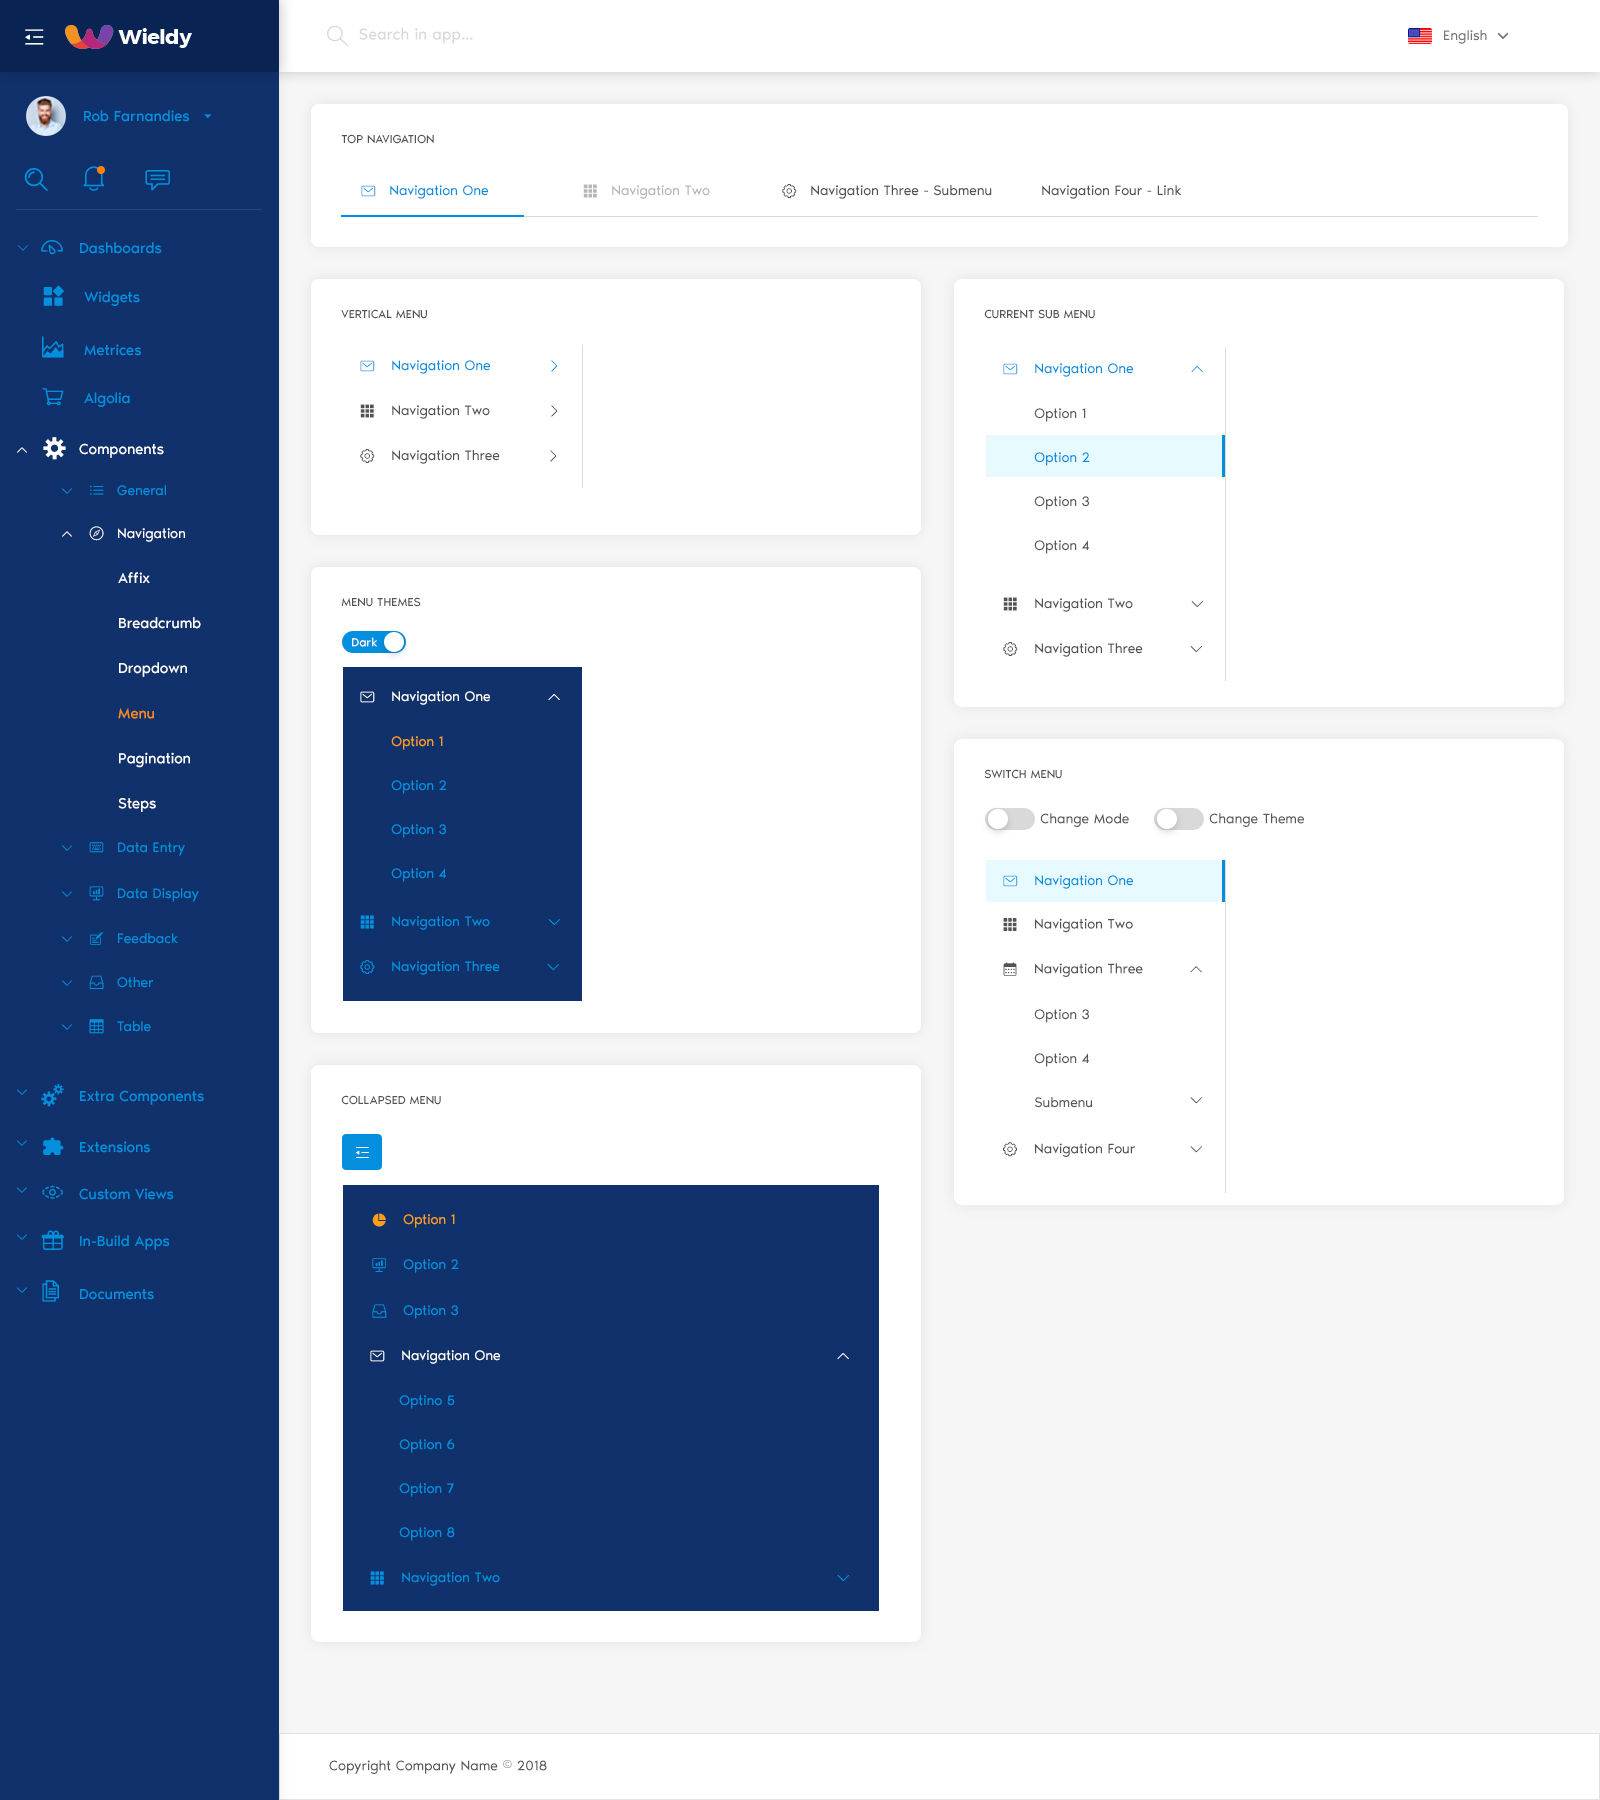 Wieldy
Search in app...
English
Rob Farnandies
Dashboards
Widgets
Metrices
Algolia
Components
General
Navigation
Affix
Breadcrumb
Dropdown
Menu
Pagination
Steps
Data Entry
Data Display
Feedback
Other
Table
Extra Components
Extensions
Custom Views
In-Build Apps
Documents
TOP NAVIGATION
Navigation One
Navigation Two
Navigation Three - Submenu
Navigation Four - Link
VERTICAL MENU
Navigation One
Navigation Two
Navigation Three
MENU THEMES
Dark
Navigation One
Option 1
Option 2
Option 3
Option 4
Navigation Two
Navigation Three
COLLAPSED MENU
Option 1
Option 2
Option 3
Navigation One
Optino 5
Option 6
Option 7
Option 8
Navigation Two
CURRENT SUB MENU
Navigation One
Option 1
Option 2
Option 3
Option 4
Navigation Two
Navigation Three
SWITCH MENU
Change Mode
Change Theme
Navigation One
Navigation Two
Navigation Three
Option 3
Option 4
Submenu
Navigation Four
Copyright Company Name © 2018